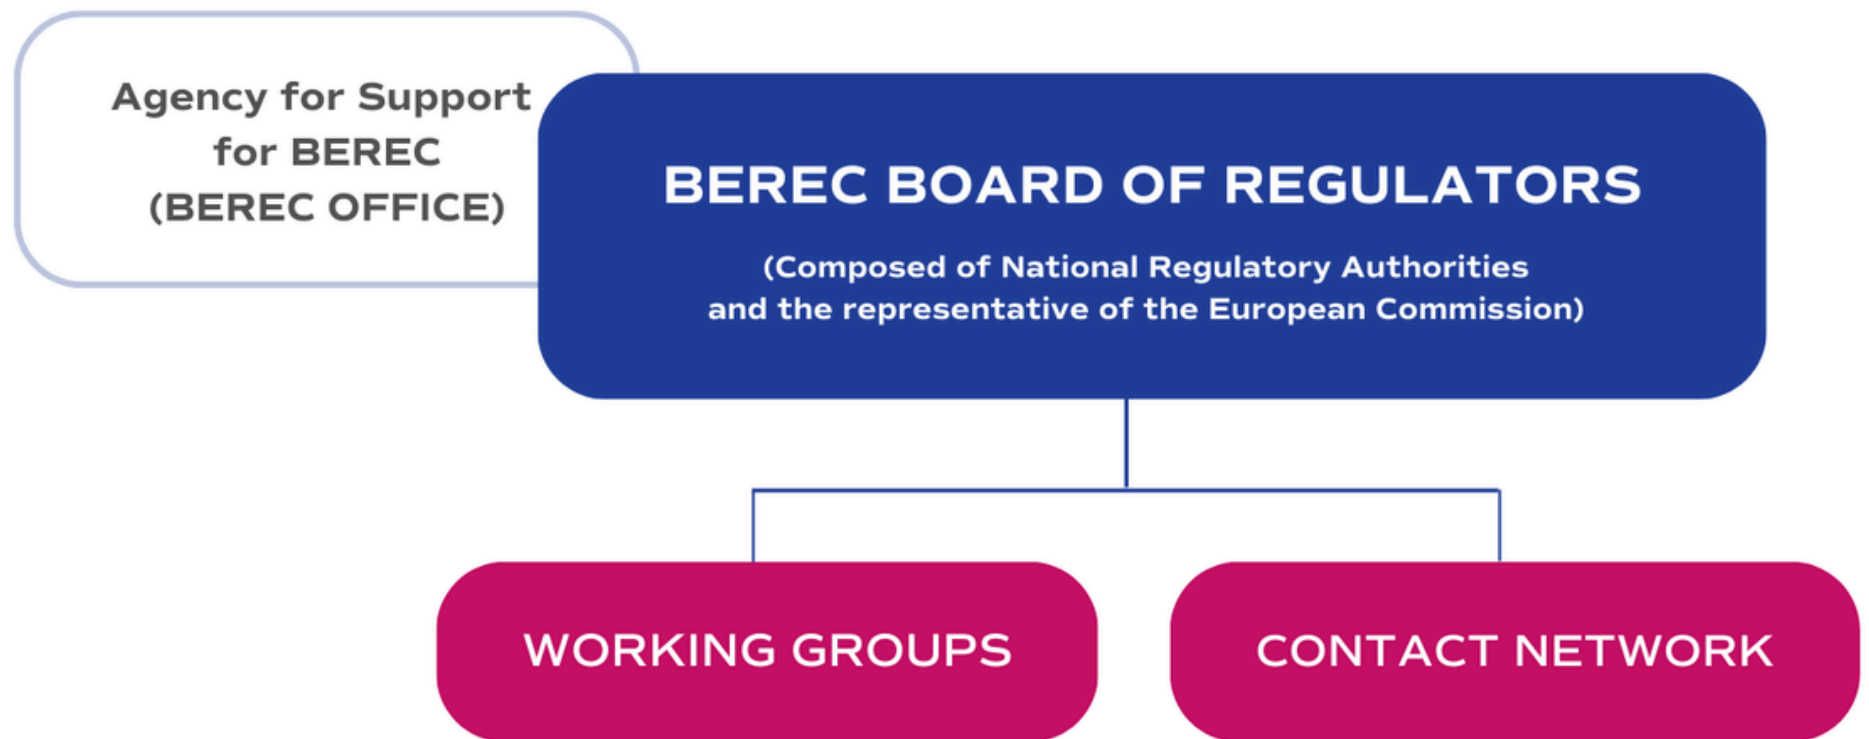 Agency for Support
for BEREC
(BEREC OFFICE)
BEREC BOARD OF REGULATORS
(Composed of National Regulatory Authorities
and the representative of the European Commission)
WORKING GROUPS
CONTACT NETWORK